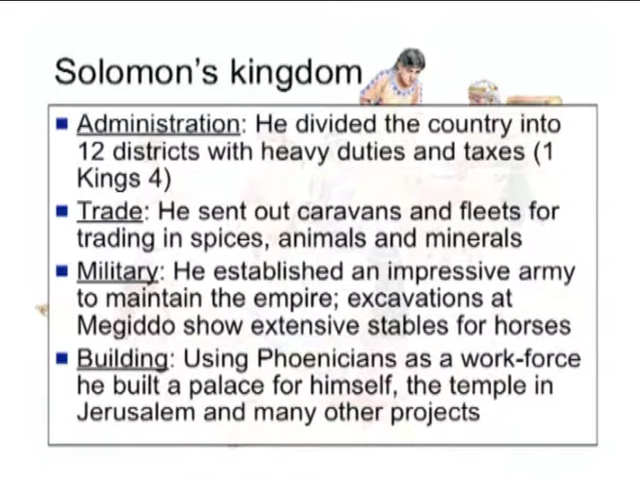 Solomon's kingdom
■ Administration: He divided the country into
12 districts with heavy duties and taxes (1
Kings 4)
■ Trade: He sent out caravans and fleets for
trading in spices, animals and minerals
■ Military: He established an impressive army
to maintain the empire; excavations at
Megiddo show extensive stables for horses
■ Building: Using Phoenicians as a work-force
he built a palace for himself, the temple in
Jerusalem and many other projects